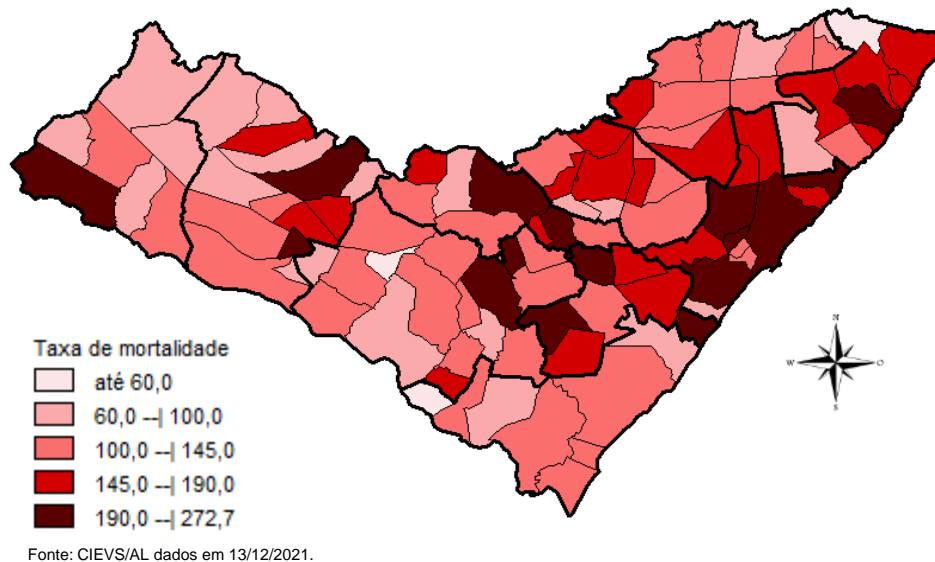 Taxa de mortalidade
até 60,0
60,0 --| 100,0
100,0 --| 145,0
145,0 --| 190,0
190,0 --| 272,7
N
W
O
S
Fonte: CIEVS/AL dados em 13/12/2021.